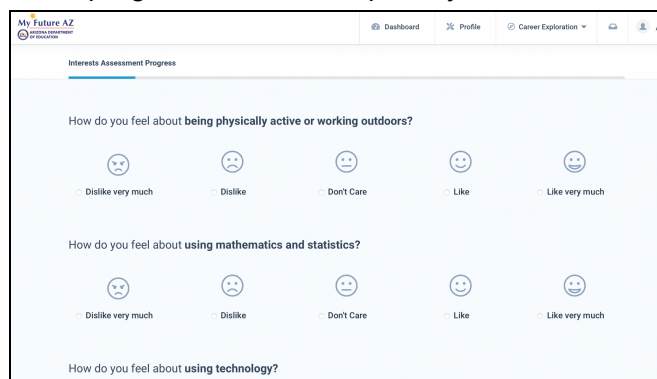 My Future AZ
ARIZONA DEPARTMENT
OF EDUCATION
Dashboard
Profile
Career Exploration
Interests Assessment Progress
How do you feel about being physically active or working outdoors?
Dislike very much
Dislike
Don't Care
Like
Like very much
How do you feel about using mathematics and statistics?
Dislike very much
Dislike
Don't Care
Like
Like very much
How do you feel about using technology?